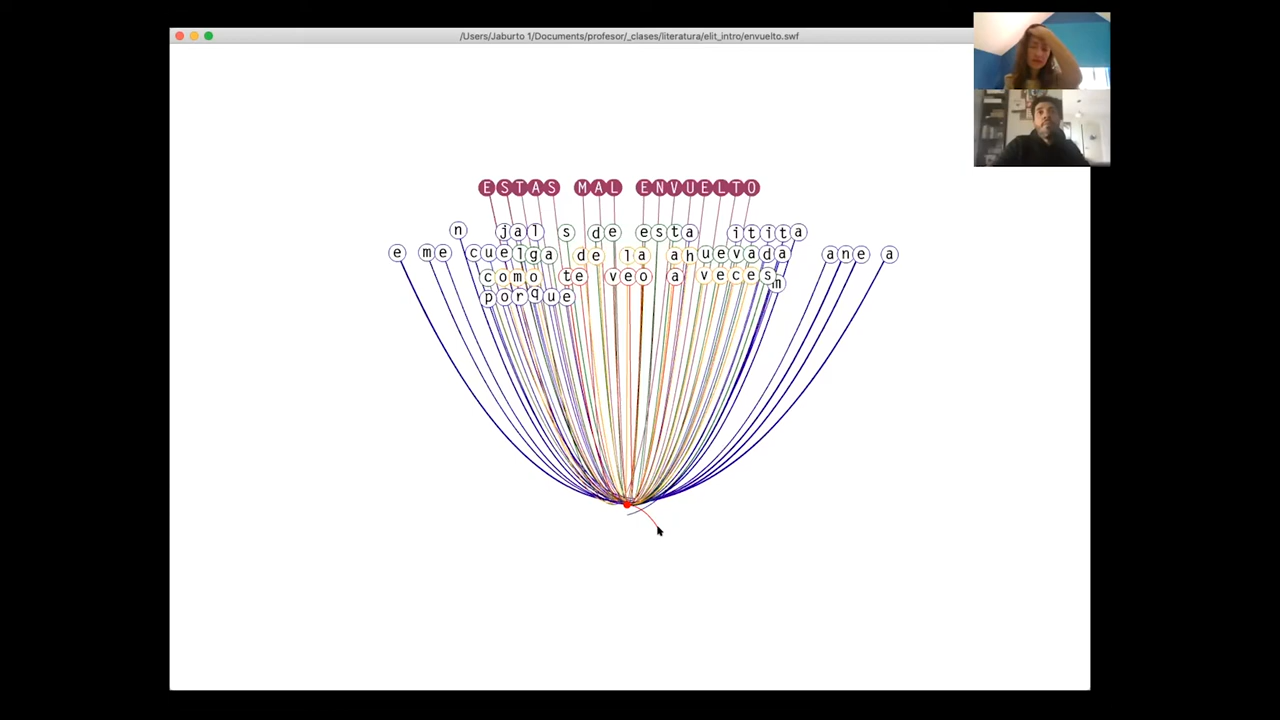 /Users/Jaburto 1/Documents/profesor/_clases/literatura/elit_intro/envuelto.swf
ESTAS MAL ENVUELTO
n jal s de esta itita
e me cuelga de la ahuevada ane a
como te veo a veces m
porque